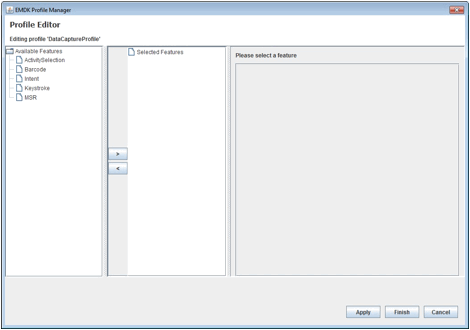 EMDK Profile Manager
Profile Editor
Editing profile 'DataCaptureProfile'
Available Features
ActivitySelection
Barcode
Intent
Keystroke
MSR
>
<
Selected Features
Please select a feature
Apply
Finish
Cancel